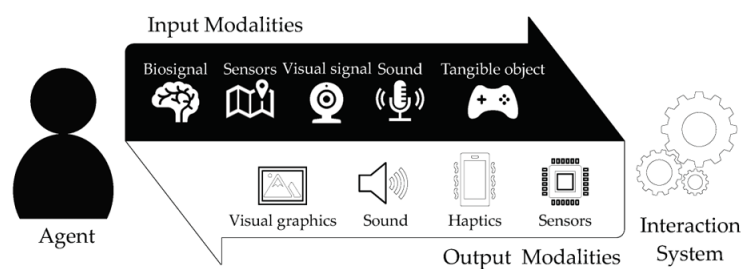 Input Modalities
Biosignal Sensors Visual signal Sound Tangible object
Visual graphics Sound Haptics Sensors
Agent
Output Modalities
Interaction
System